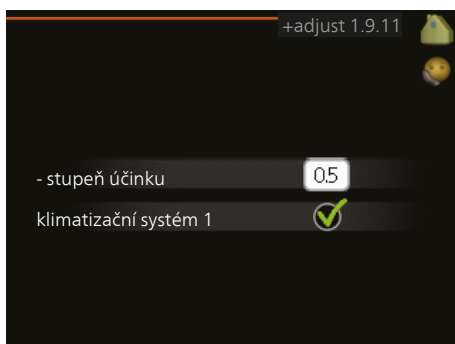 +adjust 1.9.11
- stupeň účinku 0.5
klimatizační systém 1